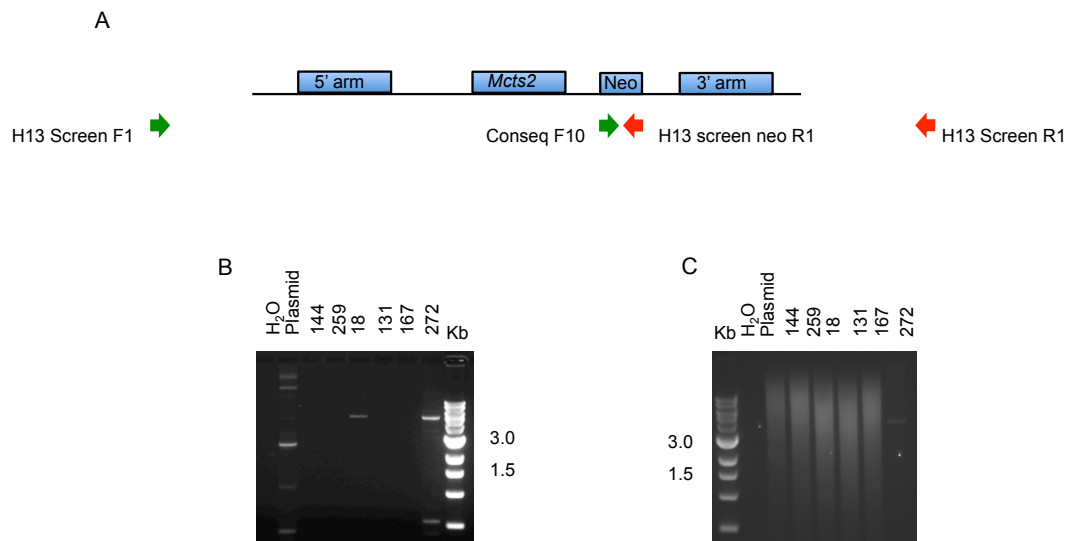 A
5' arm
Mcts2
Neo
3' arm
H13 Screen F1
Conseq F10
H13 screen neo R1
H13 Screen R1
B
H2O
Plasmid
144
259
18
131
167
272
Kb
3.0
1.5
C
Kb
H2O
Plasmid
144
259
18
131
167
272
3.0
1.5